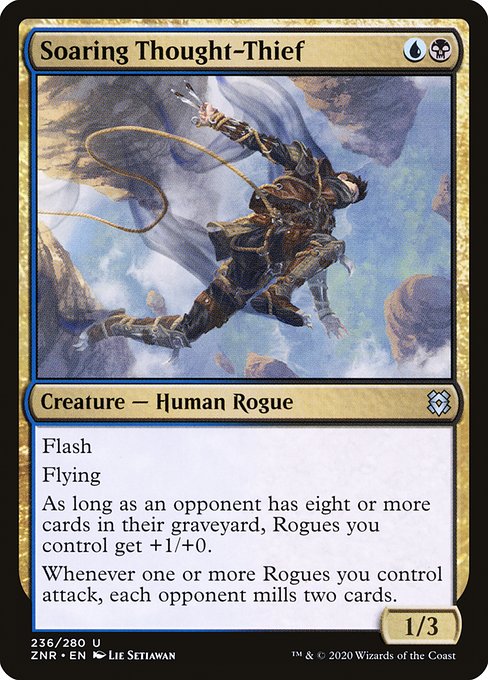 Soaring Thought-Thief
Creature — Human Rogue
Flash
Flying
As long as an opponent has eight or more
cards in their graveyard, Rogues you
control get +1/+0.
Whenever one or more Rogues you control
attack, each opponent mills two cards.
1/3
236/280 U
ZNR • EN Lie Setiawan
™ & © 2020 Wizards of the Coast